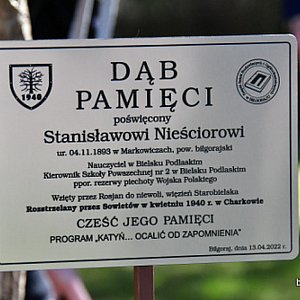 1940
DĄB
PAMIĘCI
poświęcony
Stanisławowi Nieściorowi
ur. 04.11.1893 w Markowiczach, pow. biłgorajski
Nauczyciel w Bielsku Podlaskim
Kierownik Szkoły Powszechnej nr 2 w Bielsku Podlaskim
ppor. rezerwy piechoty Wojska Polskiego
Wzięty przez Rosjan do niewoli, więzień Starobielska
Rozstrzelany przez Sowietów w kwietniu 1940 r. w Charkowie
CZEŚĆ JEGO PAMIĘCI
PROGRAM „KATYŃ... OCALIĆ OD ZAPOMNIENIA”
Biłgoraj, dnia 13.04.2022 r.